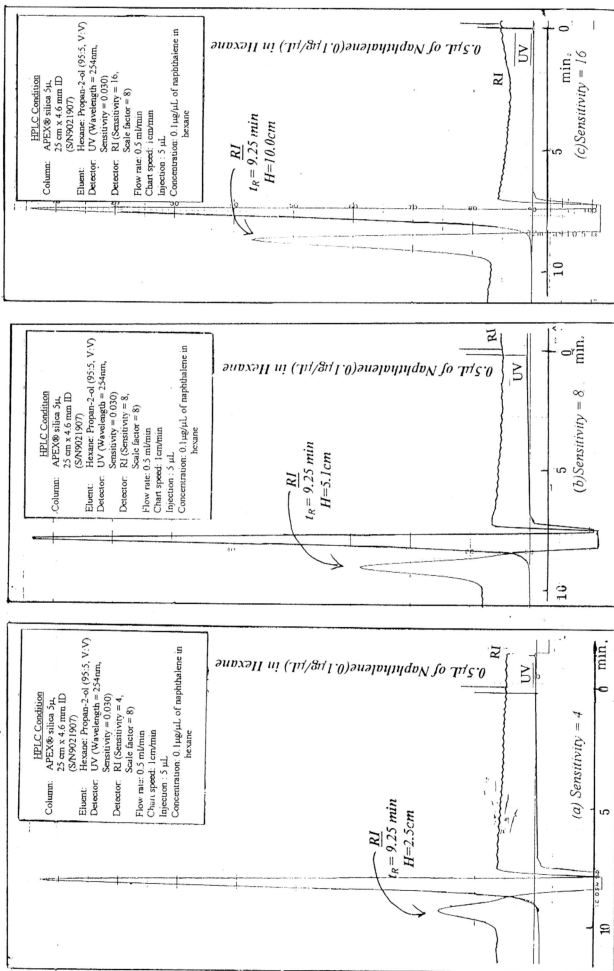 HPLC Condition
Column: APEX® silica 5µ,
25 cm x 4.6 mm ID
(S/N9021907)
Eluent: Hexane: Propan-2-ol (95:5, V:V)
Detector: UV (Wavelength = 254nm,
Sensitivity = 0.030)
Detector: RI (Sensitivity = 16,
Scale factor = 8)
Flow rate: 0.5 ml/min
Chart speed: 1cm/min
Injection : 5 µL
Concentration: 0.1µg/µL of naphthalene in
hexane
RI
tR = 9.25 min
H=10.0cm
0.5µL of Naphthalene(0.1µg/µL) in Hexane
RI
UV
0
5
10
min.
(c)Sensitivity = 16
HPLC Condition
Column: APEX® silica 5µ,
25 cm x 4.6 mm ID
(S/N9021907)
Eluent: Hexane: Propan-2-ol (95:5, V:V)
Detector: UV (Wavelength = 254nm,
Sensitivity = 0.030)
Detector: RI (Sensitivity = 8,
Scale factor = 8)
Flow rate: 0.5 ml/min
Chart speed: 1cm/min
Injection : 5 µL
Concentration: 0.1µg/µL of naphthalene in
hexane
RI
tR = 9.25 min
H=5.1cm
0.5µL of Naphthalene(0.1µg/µL) in Hexane
RI
UV
0
5
10
min.
(b)Sensitivity = 8
HPLC Condition
Column: APEX® silica 5µ,
25 cm x 4.6 mm ID
(S/N9021907)
Eluent: Hexane: Propan-2-ol (95:5, V:V)
Detector: UV (Wavelength = 254nm,
Sensitivity = 0.030)
Detector: RI (Sensitivity = 4,
Scale factor = 8)
Flow rate: 0.5 ml/min
Chart speed: 1cm/min
Injection : 5 µL
Concentration: 0.1µg/µL of naphthalene in
hexane
RI
tR = 9.25 min
H=2.5cm
0.5µL of Naphthalene(0.1µg/µL) in Hexane
RI
UV
0
5
10
min.
(a) Sensitivity = 4